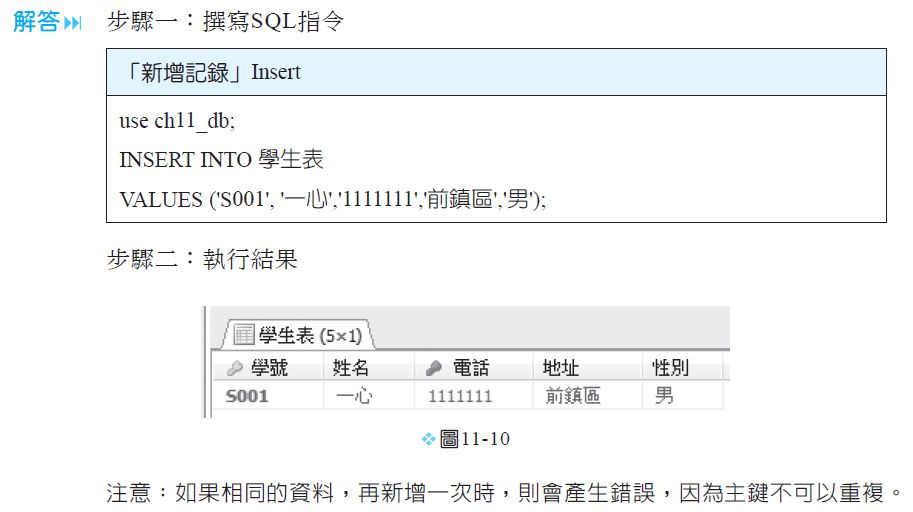 解答 步驟一：撰寫SQL指令
「新增記錄」Insert
use ch11_db;
INSERT INTO 學生表
VALUES ('S001', '一心','1111111','前鎮區','男');
步驟二：執行結果
學生表 (5×1)
學號 姓名 電話 地址 性別
S001 一心 1111111 前鎮區 男
圖11-10
注意：如果相同的資料，再新增一次時，則會產生錯誤，因為主鍵不可以重複。